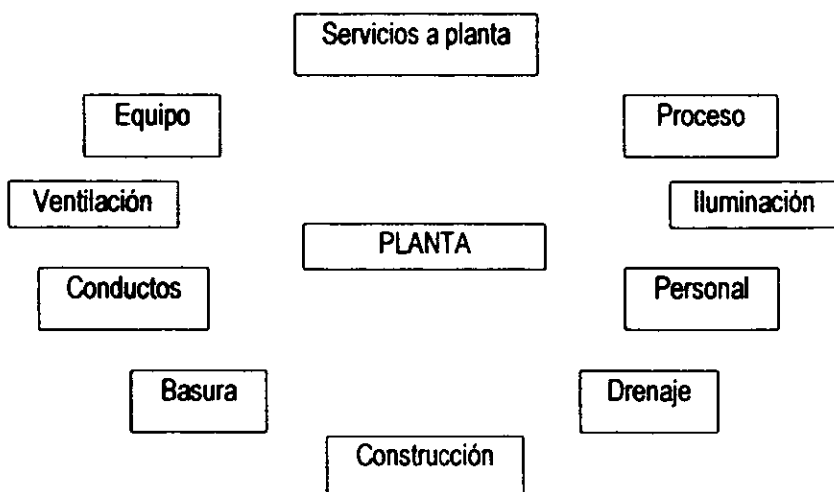 Servicios a planta
Equipo
Proceso
Ventilación
Iluminación
PLANTA
Conductos
Personal
Basura
Drenaje
Construcción